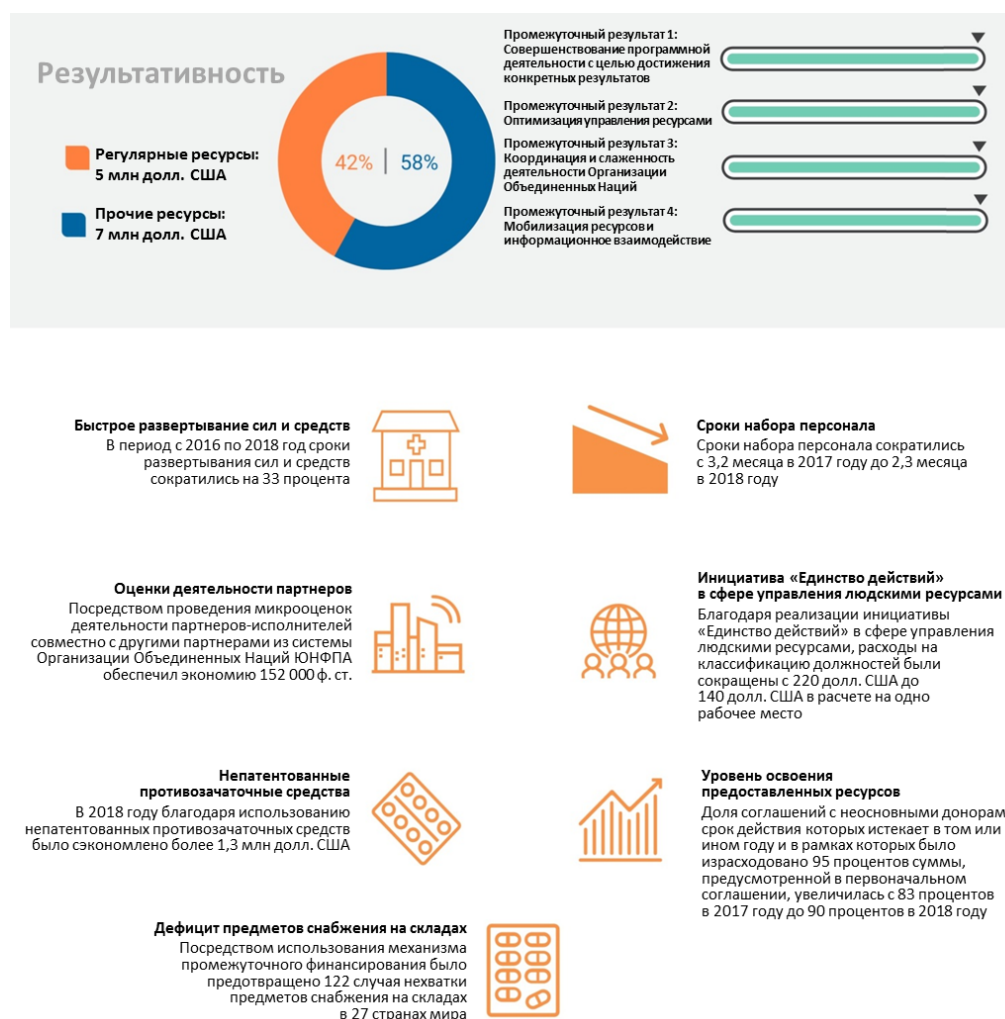 Результативность
Регулярные ресурсы:
5 млн долл. США
Прочие ресурсы:
7 млн долл. США
42% | 58%
Промежуточный результат 1:
Совершенствование программной
деятельности с целью достижения
конкретных результатов
Промежуточный результат 2:
Оптимизация управления ресурсами
Промежуточный результат 3:
Координация и слаженность
деятельности Организации
Объединенных Наций
Промежуточный результат 4:
Мобилизация ресурсов и
информационное взаимодействие
Быстрое развертывание сил и средств
В период с 2016 по 2018 год сроки
развертывания сил и средств
сократились на 33 процента
Сроки набора персонала
Сроки набора персонала сократились
с 3,2 месяца в 2017 году до 2,3 месяца
в 2018 году
Оценки деятельности партнеров
Посредством проведения микрооценок
деятельности партнеров-исполнителей
совместно с другими партнерами из системы
Организации Объединенных Наций ЮНФПА
обеспечил экономию 152 000 ф. ст.
Инициатива «Единство действий»
в сфере управления людскими ресурсами
Благодаря реализации инициативы
«Единство действий» в сфере управления
людскими ресурсами, расходы на
классификацию должностей были
сокращены с 220 долл. США до
140 долл. США в расчете на одно
рабочее место
Непатентованные
противозачаточные средства
В 2018 году благодаря использованию
непатентованных противозачаточных средств
было сэкономлено более 1,3 млн долл. США
Уровень освоения
предоставленных ресурсов
Доля соглашений с неосновными донорам
срок действия которых истекает в том или
ином году и в рамках которых было
израсходовано 95 процентов суммы,
предусмотренной в первоначальном
соглашении, увеличилась с 83 процентов
в 2017 году до 90 процентов в 2018 году
Дефицит предметов снабжения на складах
Посредством использования механизма
промежуточного финансирования было
предотвращено 122 случая нехватки
предметов снабжения на складах
в 27 странах мира